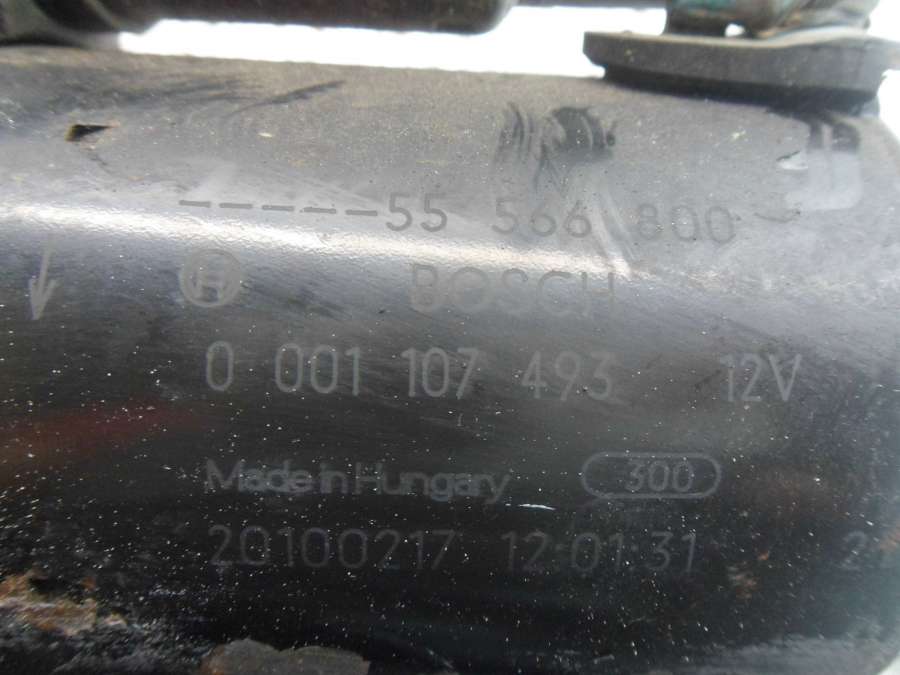 -----55 566 800
BOSCH
0 001 107 493 12V
Made in Hungary 300
20100217 12:01:31